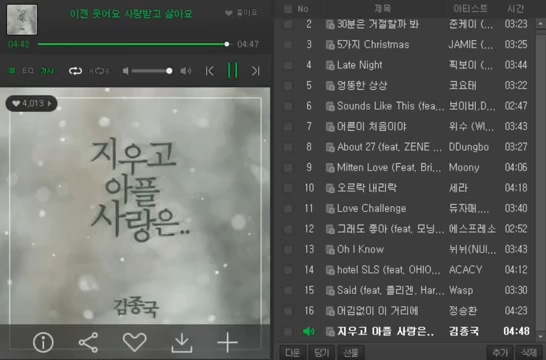 이젠 웃어요 사랑받고 살아요
좋아요
04:42
04:47
EQ 가사
4,013
지우고
아플
사랑은..
김종국
No 제목 아티스트 시간
2 30분은 거절할까 봐 준케이 (... 03:23
3 5가지 Christmas JAMIE (... 03:25
4 Late Night 픽보이 (... 03:44
5 엉뚱한 상상 코요태 03:22
6 Sounds Like This (fea,... 보이비,D... 02:47
7 어른이 처음이야 위수 (WI,... 03:43
8 About 27 (feat, ZENE ... DDungbo 03:27
9 Mitten Love (Feat, Bri... Moony 04:06
10 오르락 내리락 세라 04:18
11 Love Challenge 듀자매,... 03:40
12 그래도 좋아 (feat, 모닝... 에스프레소 02:52
13 Oh I Know 뉘뉘(NUI,... 03:43
14 hotel SLS (feat, OHIO,... ACACY 04:12
15 Said (feat, 플리겐, Har,... Wasp 03:30
16 어김없이 이 거리에 정승환 04:23
지우고 아플 사랑은.. 김종국 04:48
다운 담기 선물 추가 삭제